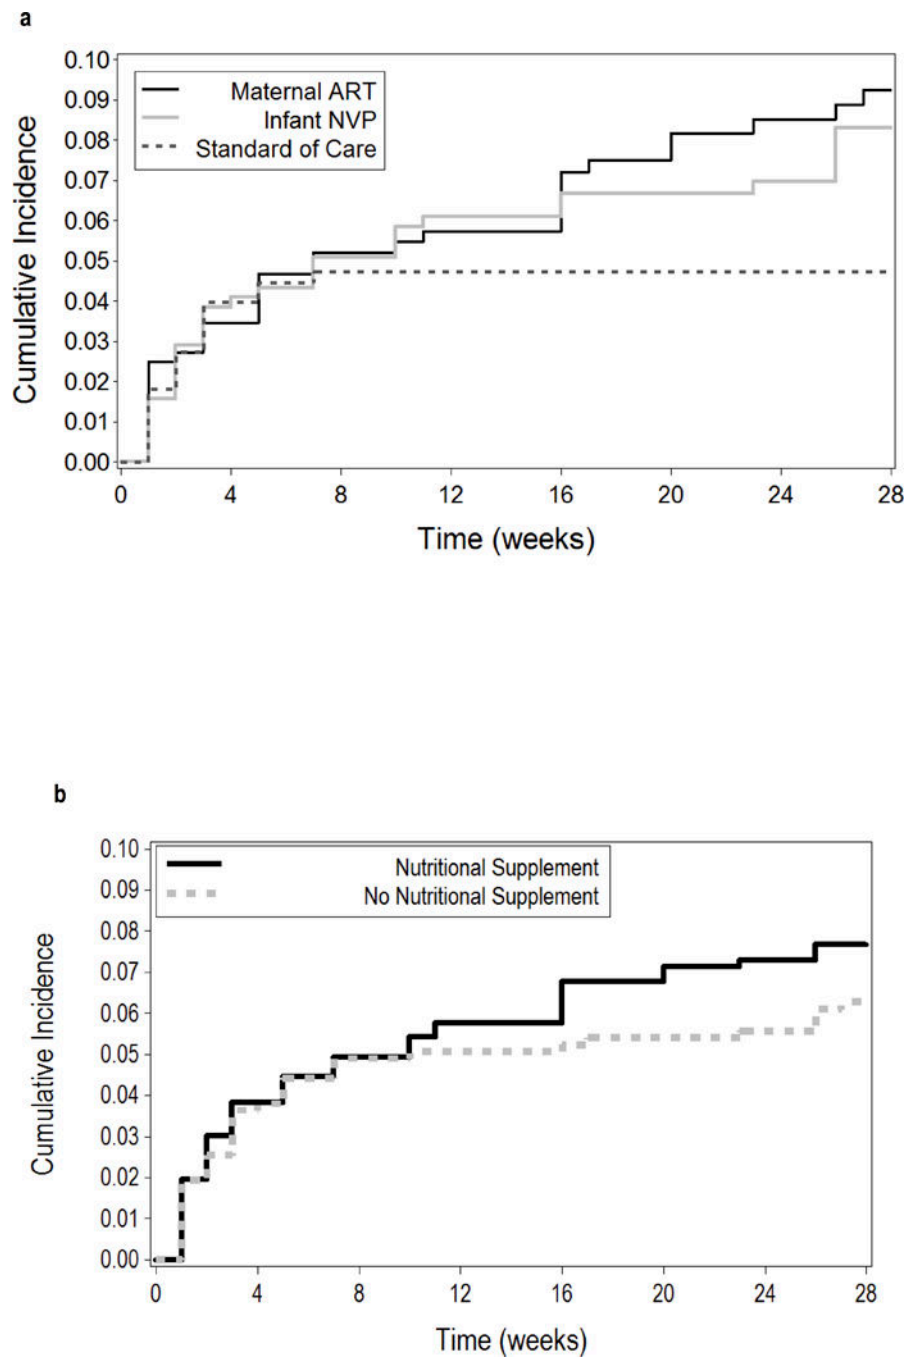 a
0.10
0.09
0.08
0.07
0.06
0.05
0.04
0.03
0.02
0.01
0.00
Cumulative Incidence
Maternal ART
Infant NVP
Standard of Care
0 4 8 12 16 20 24 28
Time (weeks)
b
0.10
0.09
0.08
0.07
0.06
0.05
0.04
0.03
0.02
0.01
0.00
Cumulative Incidence
Nutritional Supplement
No Nutritional Supplement
0 4 8 12 16 20 24 28
Time (weeks)